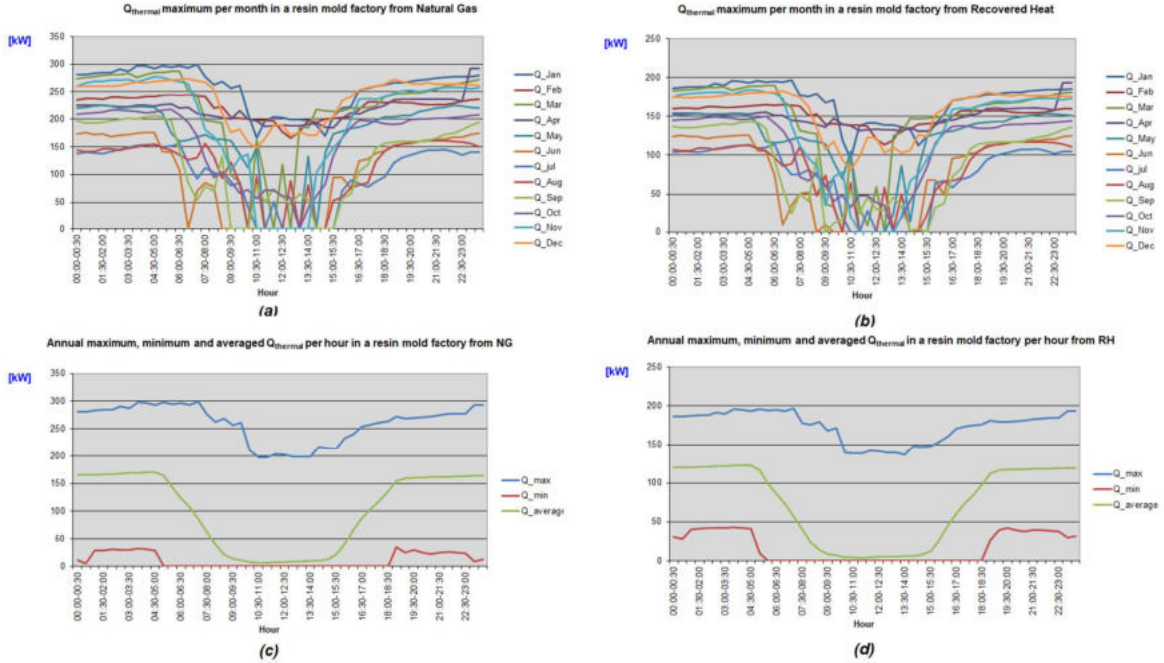 Q_thermal maximum per month in a resin mold factory from Natural Gas
[kW]
350
300
250
200
150
100
50
0
00:00-00:30
01:30-02:00
03:00-03:30
04:30-05:00
06:00-06:30
07:30-08:00
09:00-09:30
10:30-11:00
12:00-12:30
13:30-14:00
15:00-15:30
16:30-17:00
18:00-18:30
19:30-20:00
21:00-21:30
22:30-23:00
Hour
Q_Jan
Q_Feb
Q_Mar
Q_Apr
Q_May
Q_Jun
Q_jul
Q_Aug
Q_Sep
Q_Oct
Q_Nov
Q_Dec
(a)
Q_thermal maximum per month in a resin mold factory from Recovered Heat
[kW]
200
150
100
50
0
00:00-00:30
01:30-02:00
03:00-03:30
04:30-05:00
06:00-06:30
07:30-08:00
09:00-09:30
10:30-11:00
12:00-12:30
13:30-14:00
15:00-15:30
16:30-17:00
18:00-18:30
19:30-20:00
21:00-21:30
22:30-23:00
Hour
Q_Jan
Q_Feb
Q_Mar
Q_Apr
Q_May
Q_Jun
Q_jul
Q_Aug
Q_Sep
Q_Oct
Q_Nov
Q_Dec
(b)
Annual maximum, minimum and averaged Q_thermal per hour in a resin mold factory from NG
[kW]
350
300
250
200
150
100
50
0
00:00-00:30
01:30-02:00
03:00-03:30
04:30-05:00
06:00-06:30
07:30-08:00
09:00-09:30
10:30-11:00
12:00-12:30
13:30-14:00
15:00-15:30
16:30-17:00
18:00-18:30
19:30-20:00
21:00-21:30
22:30-23:00
Hour
Q_max
Q_min
Q_average
(c)
Annual maximum, minimum and averaged Q_thermal in a resin mold factory per hour from RH
[kW]
200
150
100
50
0
00:00-00:30
01:30-02:00
03:00-03:30
04:30-05:00
06:00-06:30
07:30-08:00
09:00-09:30
10:30-11:00
12:00-12:30
13:30-14:00
15:00-15:30
16:30-17:00
18:00-18:30
19:30-20:00
21:00-21:30
22:30-23:00
Hour
Q_max
Q_min
Q_average
(d)